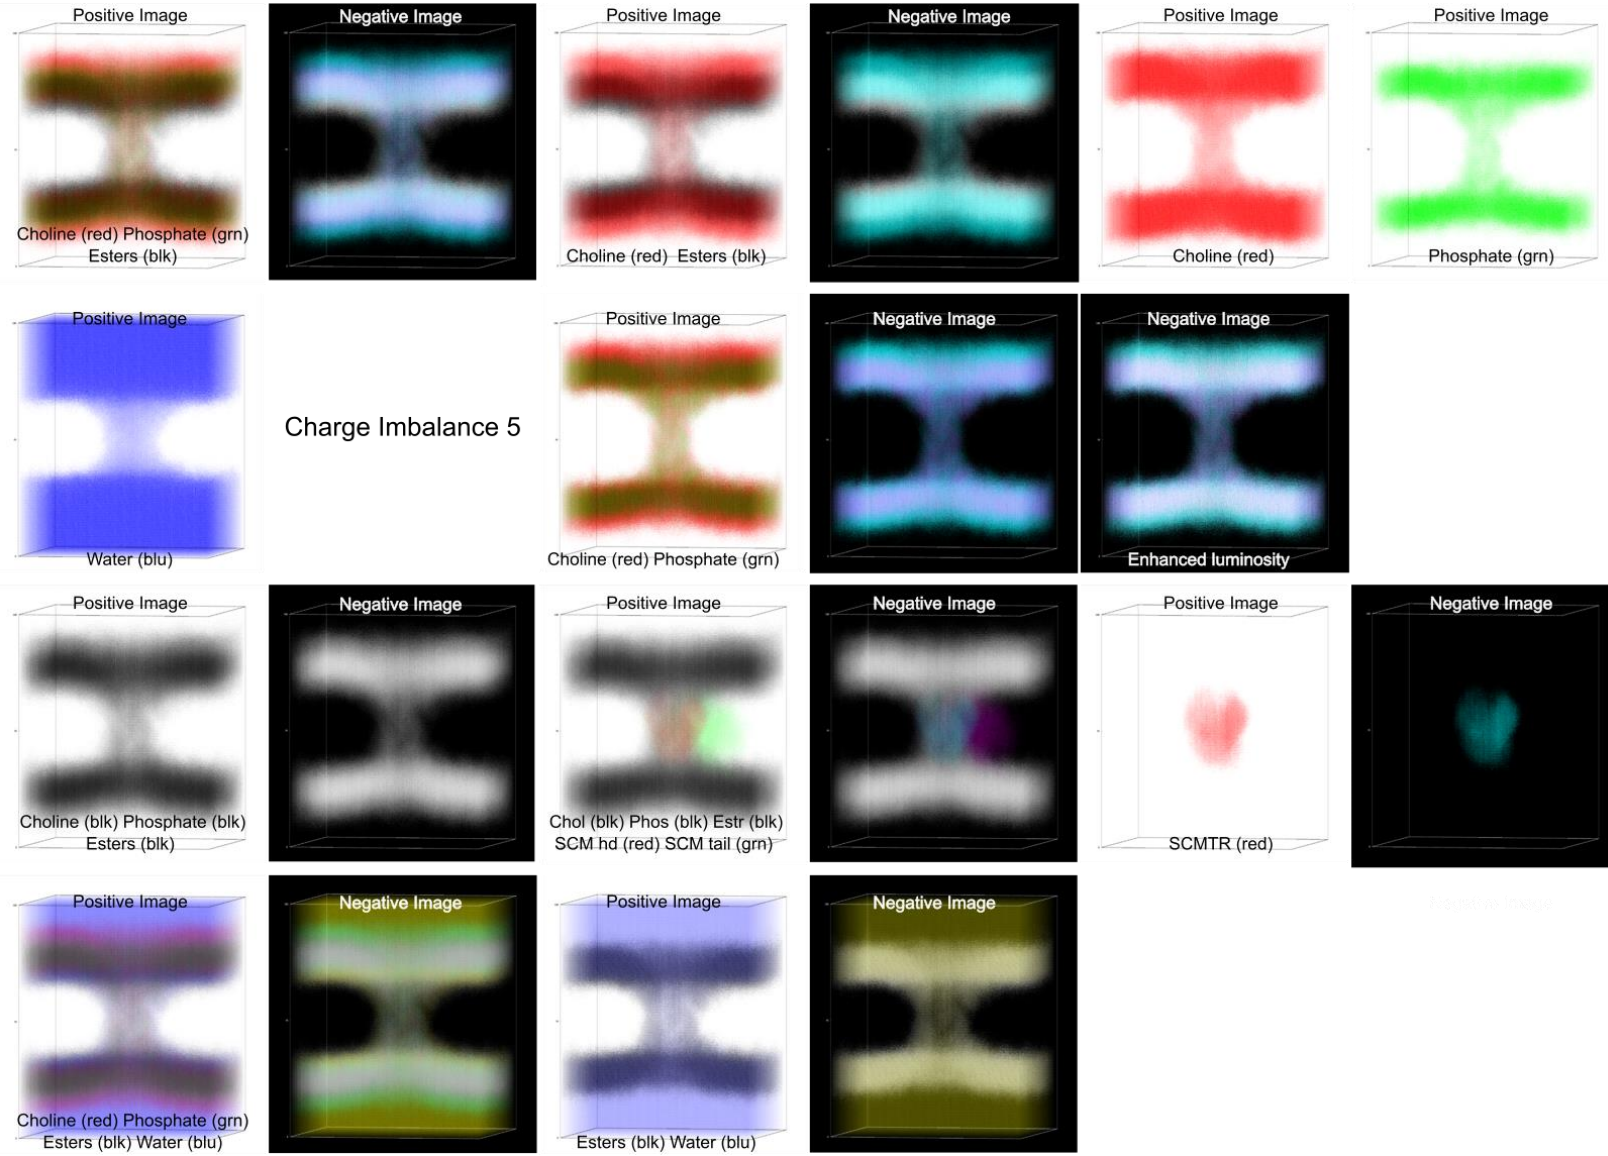 Positive Image
Negative Image
Positive Image
Negative Image
Positive Image
Positive Image
Choline (red) Phosphate (grn)
Esters (blk)
Choline (red) Esters (blk)
Choline (red)
Phosphate (grn)
Positive Image
Positive Image
Negative Image
Negative Image
Charge Imbalance 5
Water (blu)
Choline (red) Phosphate (grn)
Enhanced luminosity
Positive Image
Negative Image
Positive Image
Negative Image
Positive Image
Negative Image
Choline (blk) Phosphate (blk)
Esters (blk)
Chol (blk) Phos (blk) Estr (blk)
SCM hd (red) SCM tail (grn)
SCMTR (red)
Positive Image
Negative Image
Positive Image
Negative Image
Choline (red) Phosphate (grn)
Esters (blk) Water (blu)
Esters (blk) Water (blu)